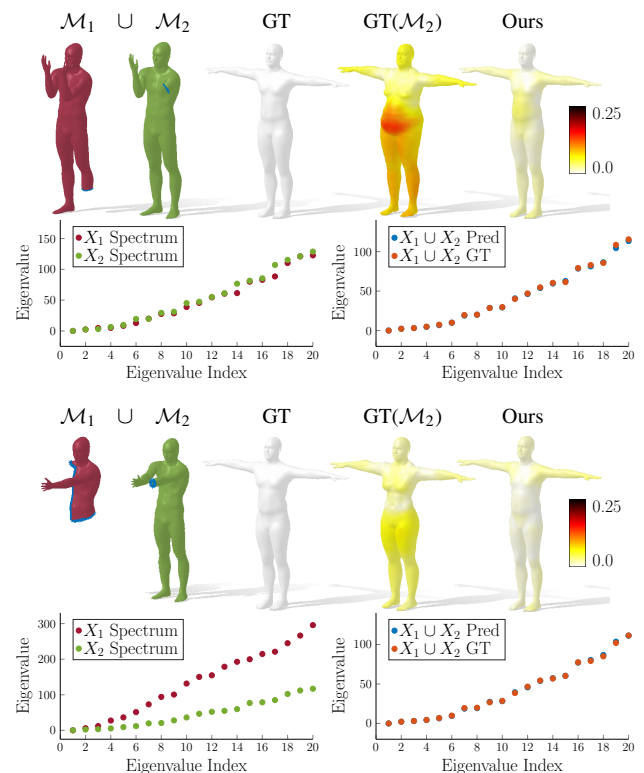 M₁ ∪ M₂ GT GT(M₂) Ours
0.25
0.0
X₁ Spectrum
X₂ Spectrum
Eigenvalue
150
100
50
0
0 2 4 6 8 10 12 14 16 18 20
Eigenvalue Index
X₁ ∪ X₂ Pred
X₁ ∪ X₂ GT
Eigenvalue
100
50
0
0 2 4 6 8 10 12 14 16 18 20
Eigenvalue Index
M₁ ∪ M₂ GT GT(M₂) Ours
0.25
0.0
X₁ Spectrum
X₂ Spectrum
Eigenvalue
300
200
100
0
0 2 4 6 8 10 12 14 16 18 20
Eigenvalue Index
X₁ ∪ X₂ Pred
X₁ ∪ X₂ GT
Eigenvalue
100
50
0
0 2 4 6 8 10 12 14 16 18 20
Eigenvalue Index